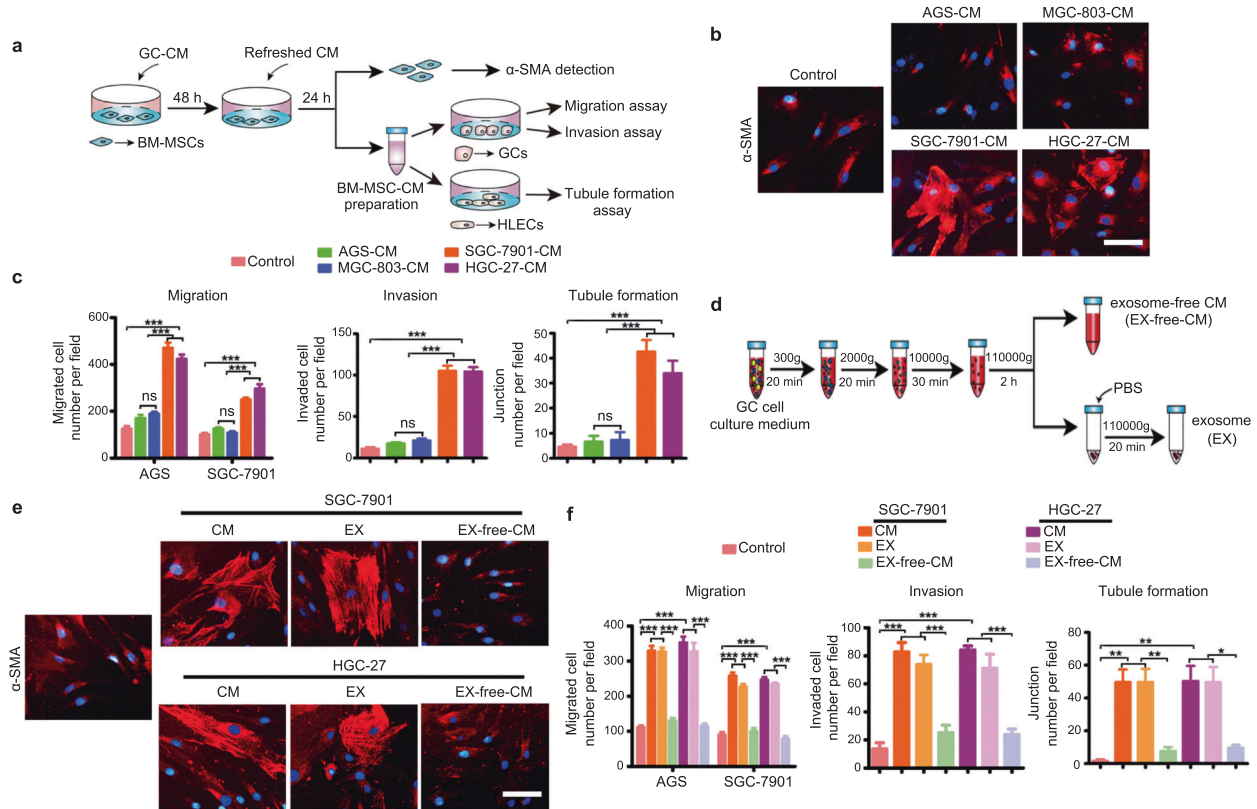 a
GC-CM
Refreshed CM
48 h
24 h
BM-MSCs
α-SMA detection
Migration assay
Invasion assay
GCs
BM-MSC-CM
preparation
Tubule formation
assay
HLECs
b
AGS-CM
MGC-803-CM
Control
α-SMA
SGC-7901-CM
HGC-27-CM
Control
AGS-CM
MGC-803-CM
SGC-7901-CM
HGC-27-CM
c
Migration
Migrated cell
number per field
600
400
200
0
***
***
ns
***
***
ns
AGS
SGC-7901
Invasion
Invaded cell
number per field
150
100
50
0
***
***
ns
Tubule formation
Junction
number per field
50
40
30
20
10
0
***
***
ns
d
GC cell
culture medium
300g
20 min
2000g
20 min
10000g
30 min
110000g
2 h
exosome-free CM
(EX-free-CM)
PBS
110000g
20 min
exosome
(EX)
e
SGC-7901
CM
EX
EX-free-CM
α-SMA
HGC-27
CM
EX
EX-free-CM
f
Control
SGC-7901
CM
EX
EX-free-CM
HGC-27
CM
EX
EX-free-CM
Migration
Migrated cell
number per field
400
300
200
100
0
***
*** ***
***
***
*** ***
***
AGS
SGC-7901
Invasion
Invaded cell
number per field
100
80
60
40
20
0
***
*** ***
***
Tubule formation
Junction
number per field
80
60
40
20
0
**
** **
*